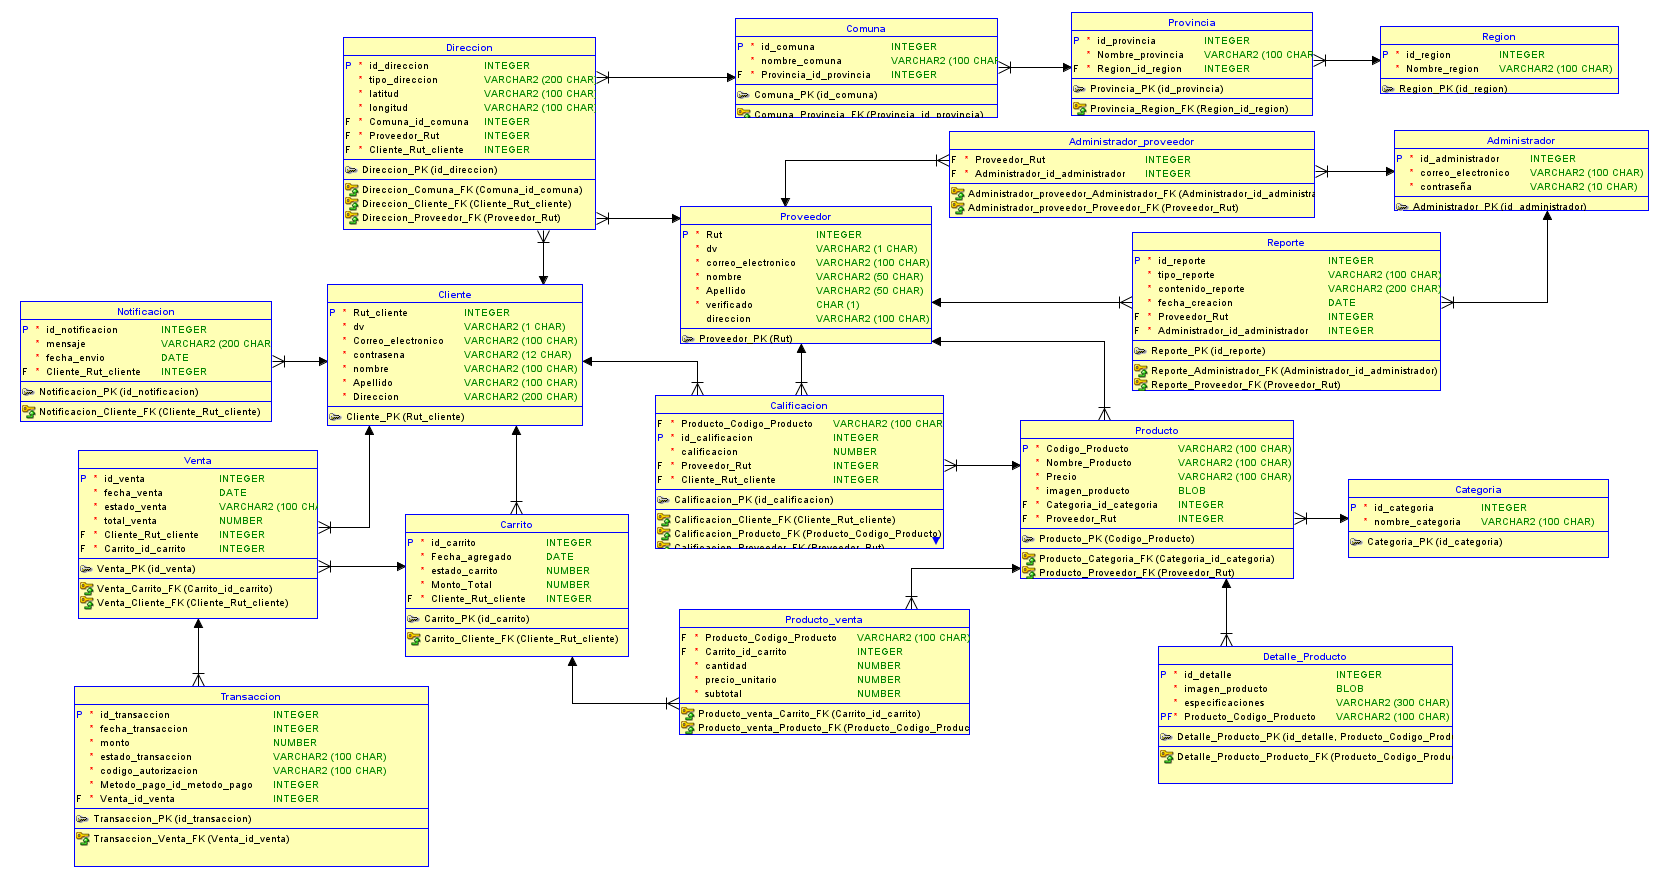 Direccion
P * id_direccion INTEGER
* tipo_direccion VARCHAR2 (200 CHAR)
* latitud VARCHAR2 (100 CHAR)
* longitud VARCHAR2 (100 CHAR)
F * Comuna_id_comuna INTEGER
F * Proveedor_Rut INTEGER
F * Cliente_Rut_cliente INTEGER
Direccion_PK (id_direccion)
Direccion_Comuna_FK (Comuna_id_comuna)
Direccion_Cliente_FK (Cliente_Rut_cliente)
Direccion_Proveedor_FK (Proveedor_Rut)
Comuna
P * id_comuna INTEGER
* nombre_comuna VARCHAR2 (100 CHAR
F * Provincia_id_provincia INTEGER
Comuna_PK (id_comuna)
Comuna_Provincia_FK (Provincia_id_provincia)
Provincia
P * id_provincia INTEGER
* Nombre_provincia VARCHAR2 (100 CHAR
F * Region_id_region INTEGER
Provincia_PK (id_provincia)
Provincia_Region_FK (Region_id_region)
Region
P * id_region INTEGER
* Nombre_region VARCHAR2 (100 CHAR)
Region_PK (id_region)
Administrador_proveedor
F * Proveedor_Rut INTEGER
F * Administrador_id_administrador INTEGER
Administrador_proveedor_Administrador_FK (Administrador_id_administra
Administrador_proveedor_Proveedor_FK (Proveedor_Rut)
Administrador
P * id_administrador INTEGER
* correo_electronico VARCHAR2 (100 CHAR)
* contraseña VARCHAR2 (10 CHAR)
Administrador_PK (id_administrador)
Proveedor
P * Rut INTEGER
* dv VARCHAR2 (1 CHAR)
* correo_electronico VARCHAR2 (100 CHAR)
* nombre VARCHAR2 (50 CHAR)
* Apellido VARCHAR2 (50 CHAR)
* verificado CHAR (1)
direccion VARCHAR2 (100 CHAR)
Proveedor_PK (Rut)
Reporte
P * id_reporte INTEGER
* tipo_reporte VARCHAR2 (100 CHAR)
* contenido_reporte VARCHAR2 (200 CHAR)
* fecha_creacion DATE
F * Proveedor_Rut INTEGER
F * Administrador_id_administrador INTEGER
Reporte_PK (id_reporte)
Reporte_Administrador_FK (Administrador_id_administrador)
Reporte_Proveedor_FK (Proveedor_Rut)
Notificacion
P * id_notificacion INTEGER
* mensaje VARCHAR2 (200 CHAR
* fecha_envio DATE
F * Cliente_Rut_cliente INTEGER
Notificacion_PK (id_notificacion)
Notificacion_Cliente_FK (Cliente_Rut_cliente)
Cliente
P * Rut_cliente INTEGER
* dv VARCHAR2 (1 CHAR)
* Correo_electronico VARCHAR2 (100 CHAR)
* contrasena VARCHAR2 (12 CHAR)
* nombre VARCHAR2 (100 CHAR)
* Apellido VARCHAR2 (100 CHAR)
* Direccion VARCHAR2 (200 CHAR)
Cliente_PK (Rut_cliente)
Calificacion
F * Producto_Codigo_Producto VARCHAR2 (100 CHAR
P * id_calificacion INTEGER
* calificacion NUMBER
F * Proveedor_Rut INTEGER
F * Cliente_Rut_cliente INTEGER
Calificacion_PK (id_calificacion)
Calificacion_Cliente_FK (Cliente_Rut_cliente)
Calificacion_Producto_FK (Producto_Codigo_Producto)
Calificacion_Proveedor_FK (Proveedor_Rut)
Producto
P * Codigo_Producto VARCHAR2 (100 CHAR)
* Nombre_Producto VARCHAR2 (100 CHAR)
* Precio VARCHAR2 (100 CHAR)
* imagen_producto BLOB
F * Categoria_id_categoria INTEGER
F * Proveedor_Rut INTEGER
Producto_PK (Codigo_Producto)
Producto_Categoria_FK (Categoria_id_categoria)
Producto_Proveedor_FK (Proveedor_Rut)
Categoria
P * id_categoria INTEGER
* nombre_categoria VARCHAR2 (100 CHAR)
Categoria_PK (id_categoria)
Venta
P * id_venta INTEGER
* fecha_venta DATE
* estado_venta VARCHAR2 (100 CH
* total_venta NUMBER
F * Cliente_Rut_cliente INTEGER
F * Carrito_id_carrito INTEGER
Venta_PK (id_venta)
Venta_Carrito_FK (Carrito_id_carrito)
Venta_Cliente_FK (Cliente_Rut_cliente)
Carrito
P * id_carrito INTEGER
* Fecha_agregado DATE
* estado_carrito NUMBER
* Monto_Total NUMBER
F * Cliente_Rut_cliente INTEGER
Carrito_PK (id_carrito)
Carrito_Cliente_FK (Cliente_Rut_cliente)
Producto_venta
F * Producto_Codigo_Producto VARCHAR2 (100 CHAR)
F * Carrito_id_carrito INTEGER
* cantidad NUMBER
* precio_unitario NUMBER
* subtotal NUMBER
Producto_venta_Carrito_FK (Carrito_id_carrito)
Producto_venta_Producto_FK (Producto_Codigo_Produc
Detalle_Producto
P * id_detalle INTEGER
* imagen_producto BLOB
* especificaciones VARCHAR2 (300 CHAR)
PF* Producto_Codigo_Producto VARCHAR2 (100 CHAR)
Detalle_Producto_PK (id_detalle, Producto_Codigo_Prod
Detalle_Producto_Producto_FK (Producto_Codigo_Produ
Transaccion
P * id_transaccion INTEGER
* fecha_transaccion INTEGER
* monto NUMBER
* estado_transaccion VARCHAR2 (100 CHAR)
* codigo_autorizacion VARCHAR2 (100 CHAR)
* Metodo_pago_id_metodo_pago INTEGER
F * Venta_id_venta INTEGER
Transaccion_PK (id_transaccion)
Transaccion_Venta_FK (Venta_id_venta)